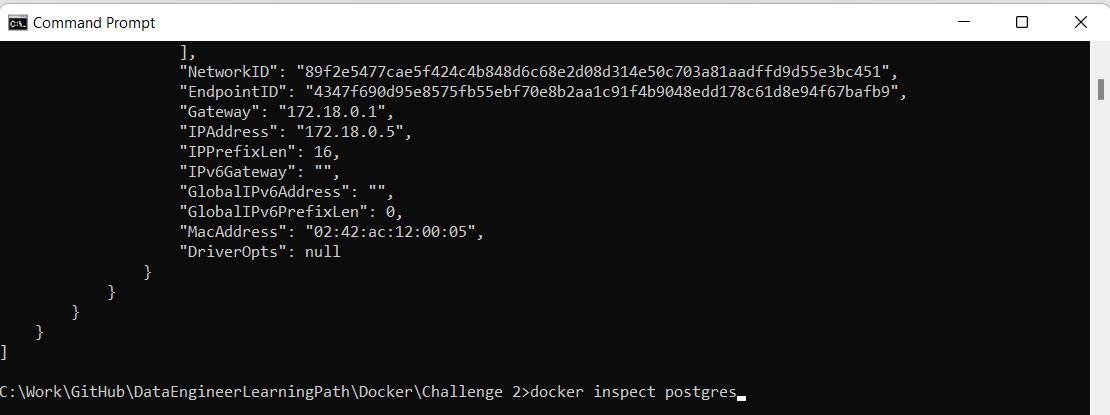 Command Prompt
],
"NetworkID": "89f2e5477cae5f424c4b848d6c68e2d08d314e50c703a81aadffd9d55e3bc451",
"EndpointID": "4347f690d95e8575fb55ebf70e8b2aa1c91f4b9048edd178c61d8e94f67bafb9",
"Gateway": "172.18.0.1",
"IPAddress": "172.18.0.5",
"IPPrefixLen": 16,
"IPv6Gateway": "",
"GlobalIPv6Address": "",
"GlobalIPv6PrefixLen": 0,
"MacAddress": "02:42:ac:12:00:05",
"DriverOpts": null
}
}
}
}
]
C:\Work\GitHub\DataEngineerLearningPath\Docker\Challenge 2>docker inspect postgres